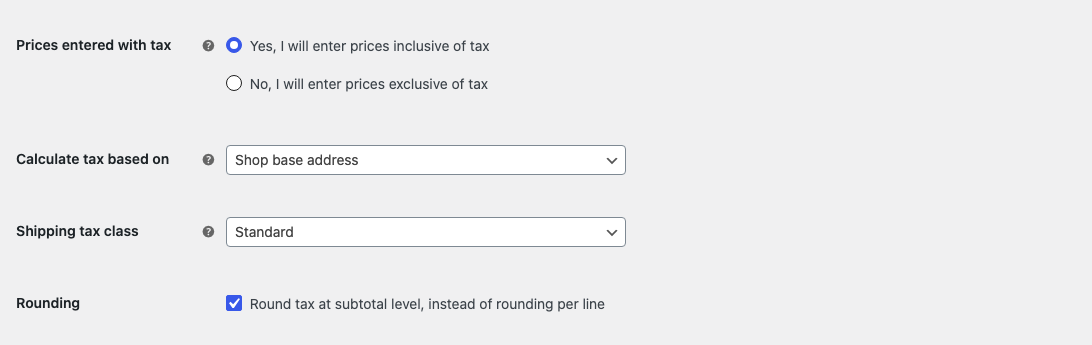 Prices entered with tax ? Yes, I will enter prices inclusive of tax
No, I will enter prices exclusive of tax
Calculate tax based on ? Shop base address
Shipping tax class ? Standard
Rounding Round tax at subtotal level, instead of rounding per line